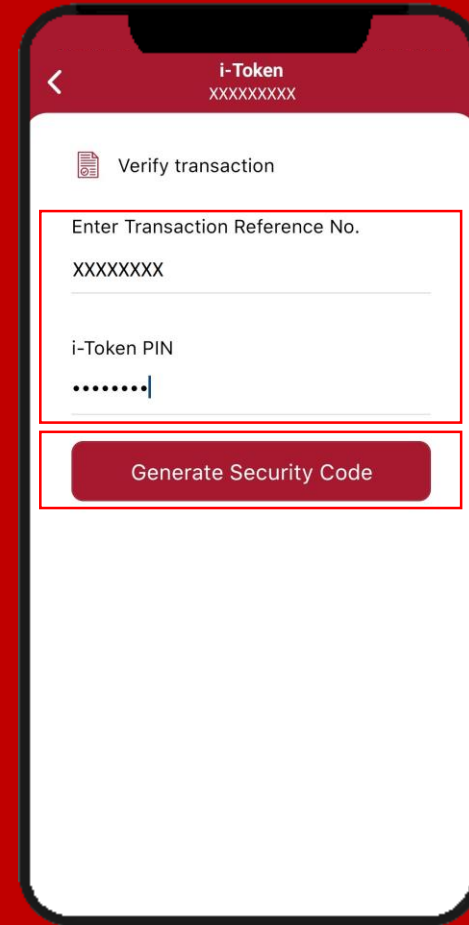 i-Token
XXXXXXXXX
Verify transaction
Enter Transaction Reference No.
XXXXXXXX
i-Token PIN
••••••••
Generate Security Code